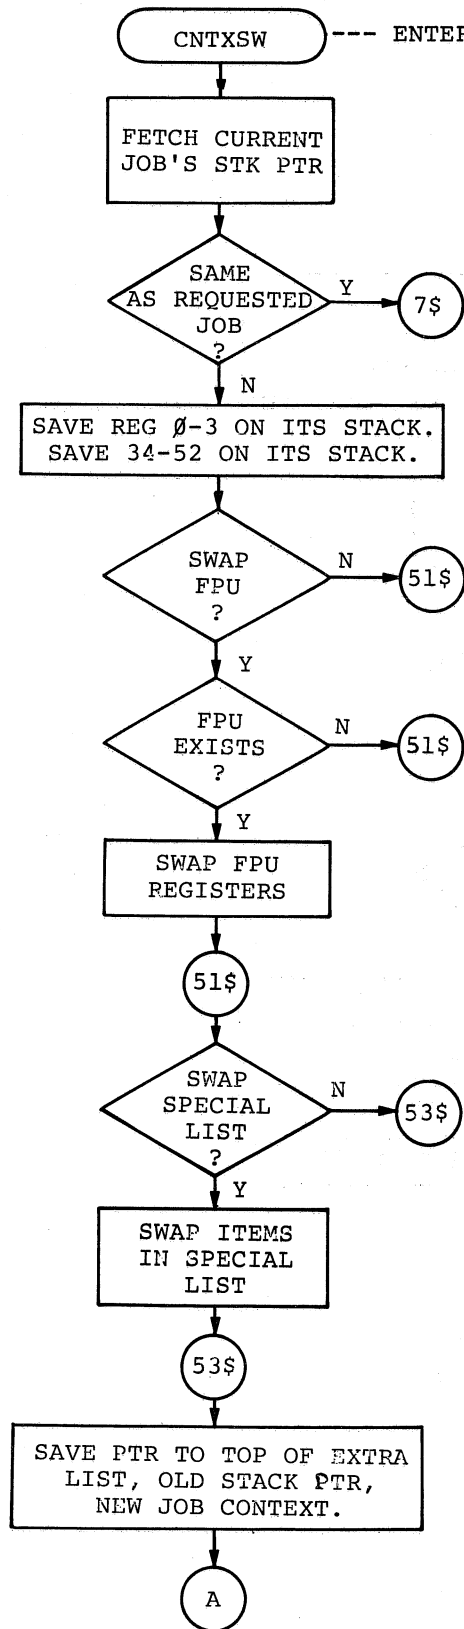 CNTXSW
--- ENTER
FETCH CURRENT
JOB'S STK PTR
SAME
AS REQUESTED
JOB
?
Y
7$
N
SAVE REG Ø-3 ON ITS STACK.
SAVE 34-52 ON ITS STACK.
SWAP
FPU
?
N
51$
Y
FPU
EXISTS
?
N
51$
Y
SWAP FPU
REGISTERS
51$
SWAP
SPECIAL
LIST
?
N
53$
Y
SWAP ITEMS
IN SPECIAL
LIST
53$
SAVE PTR TO TOP OF EXTRA
LIST, OLD STACK PTR,
NEW JOB CONTEXT.
A